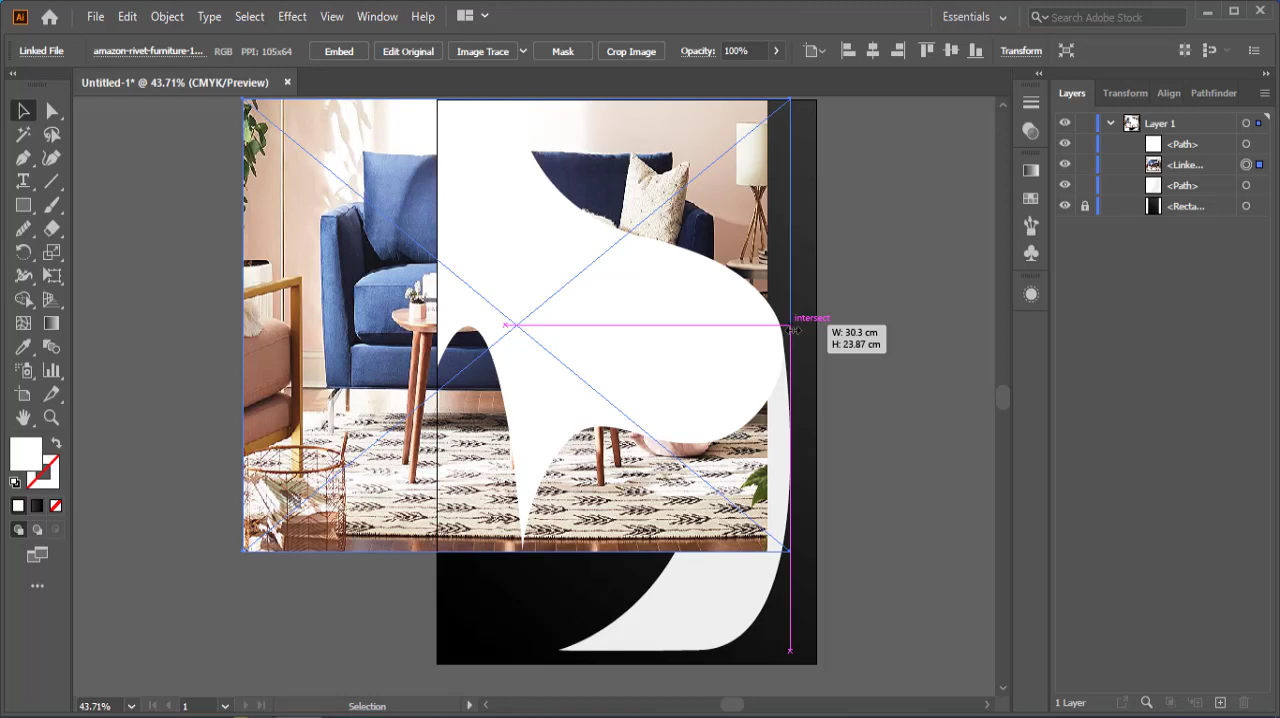 Ai File Edit Object Type Select Effect View Window Help Essentials Search Adobe Stock
Linked File amazon-rivet-furniture-1... RGB PPI: 105x64 Embed Edit Original Image Trace Mask Crop Image Opacity: 100% Transform
Untitled-1* @ 43.71% (CMYK/Preview)
Layers Transform Align Pathfinder
Layer 1
<Path>
<Linke...
<Path>
<Recta...
intersect
W: 30.3 cm
H: 23.87 cm
43.71% 1 Selection 1 Layer